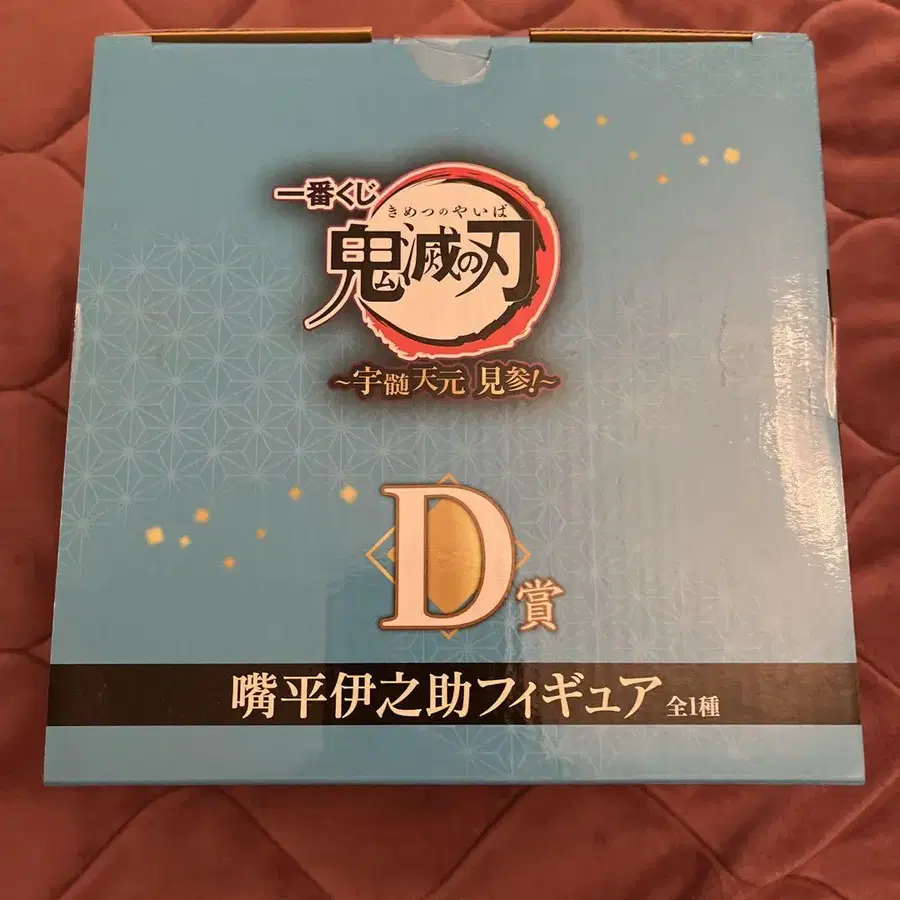 一番くじ
きめつのやいば
鬼滅の刃
~宇髄天元 見参!~
D賞
嘴平伊之助フィギュア 全1種